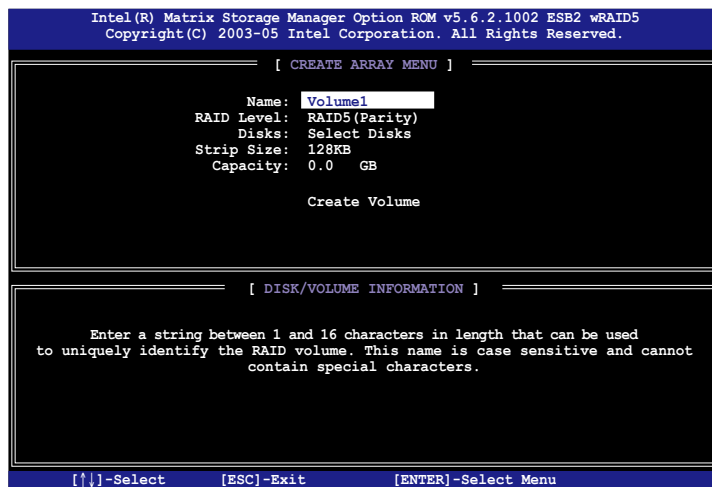 Intel(R) Matrix Storage Manager Option ROM v5.6.2.1002 ESB2 wRAID5
Copyright(C) 2003-05 Intel Corporation. All Rights Reserved.
[ CREATE ARRAY MENU ]
Name: Volume1
RAID Level: RAID5(Parity)
Disks: Select Disks
Strip Size: 128KB
Capacity: 0.0 GB
Create Volume
[ DISK/VOLUME INFORMATION ]
Enter a string between 1 and 16 characters in length that can be used
to uniquely identify the RAID volume. This name is case sensitive and cannot
contain special characters.
[↑↓]-Select [ESC]-Exit [ENTER]-Select Menu